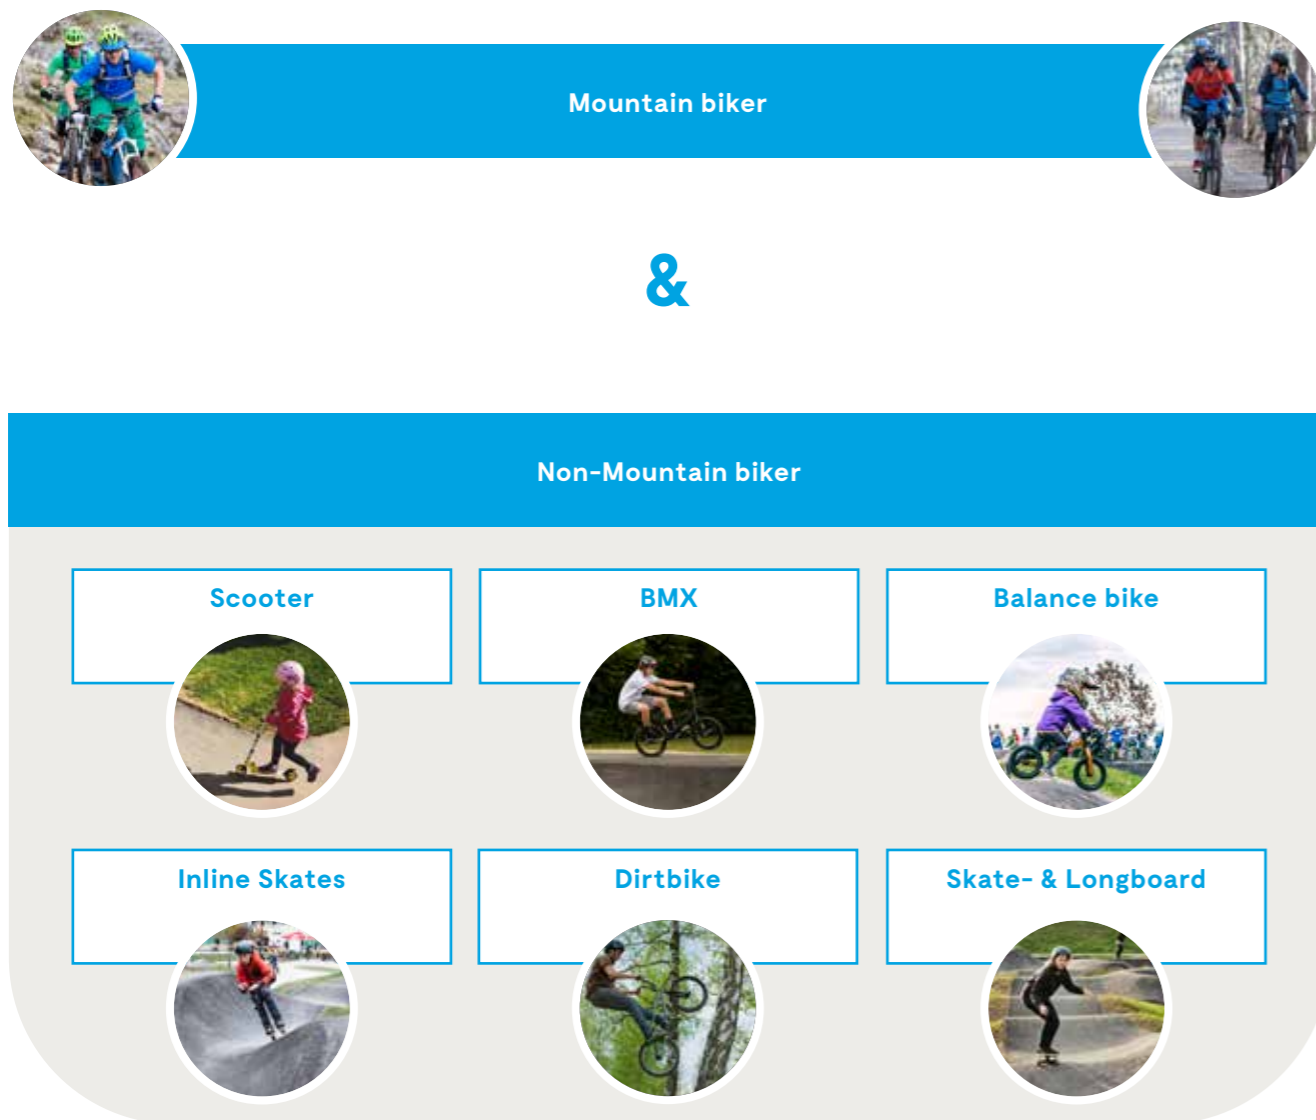 Mountain biker
&
Non-Mountain biker
Scooter
BMX
Balance bike
Inline Skates
Dirtbike
Skate- & Longboard